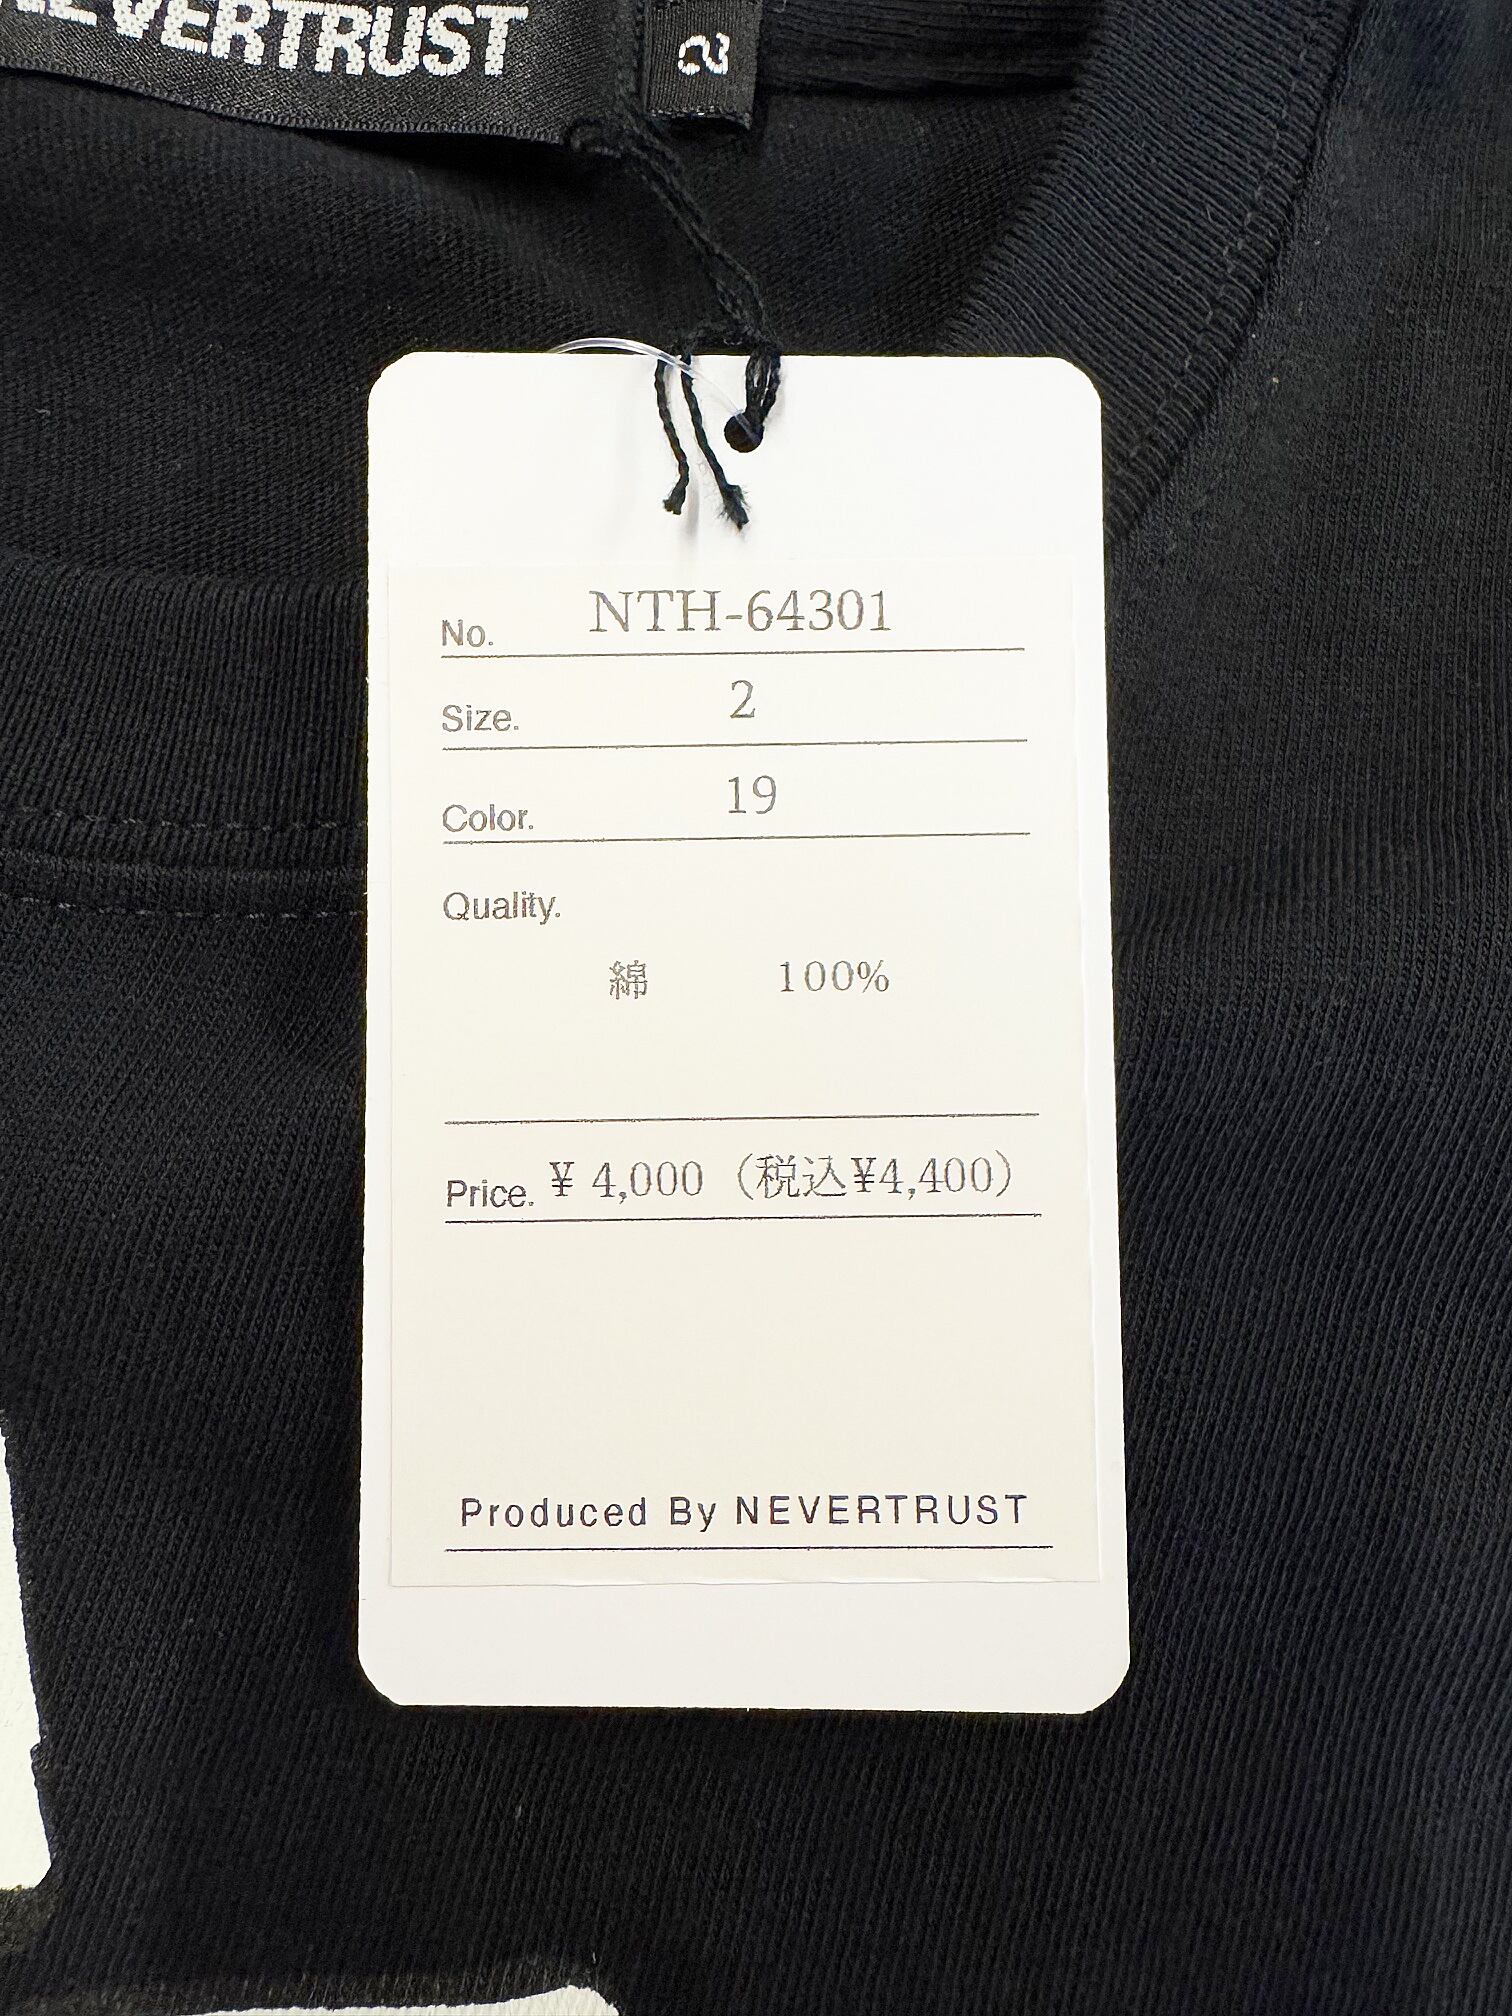 NEVERTRUST
2
No. NTH-64301
Size. 2
Color. 19
Quality.
綿 100%
Price. ¥ 4,000 (税込¥4,400)
Produced By NEVERTRUST